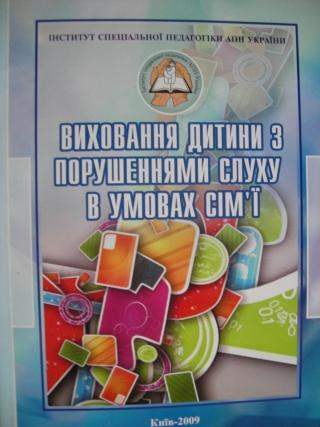 ІНСТИТУТ СПЕЦІАЛЬНОЇ ПЕДАГОГІКИ АПН УКРАЇНИ
ВИХОВАННЯ ДИТИНИ З
ПОРУШЕННЯМИ СЛУХУ
В УМОВАХ СІМ'Ї
Київ-2009